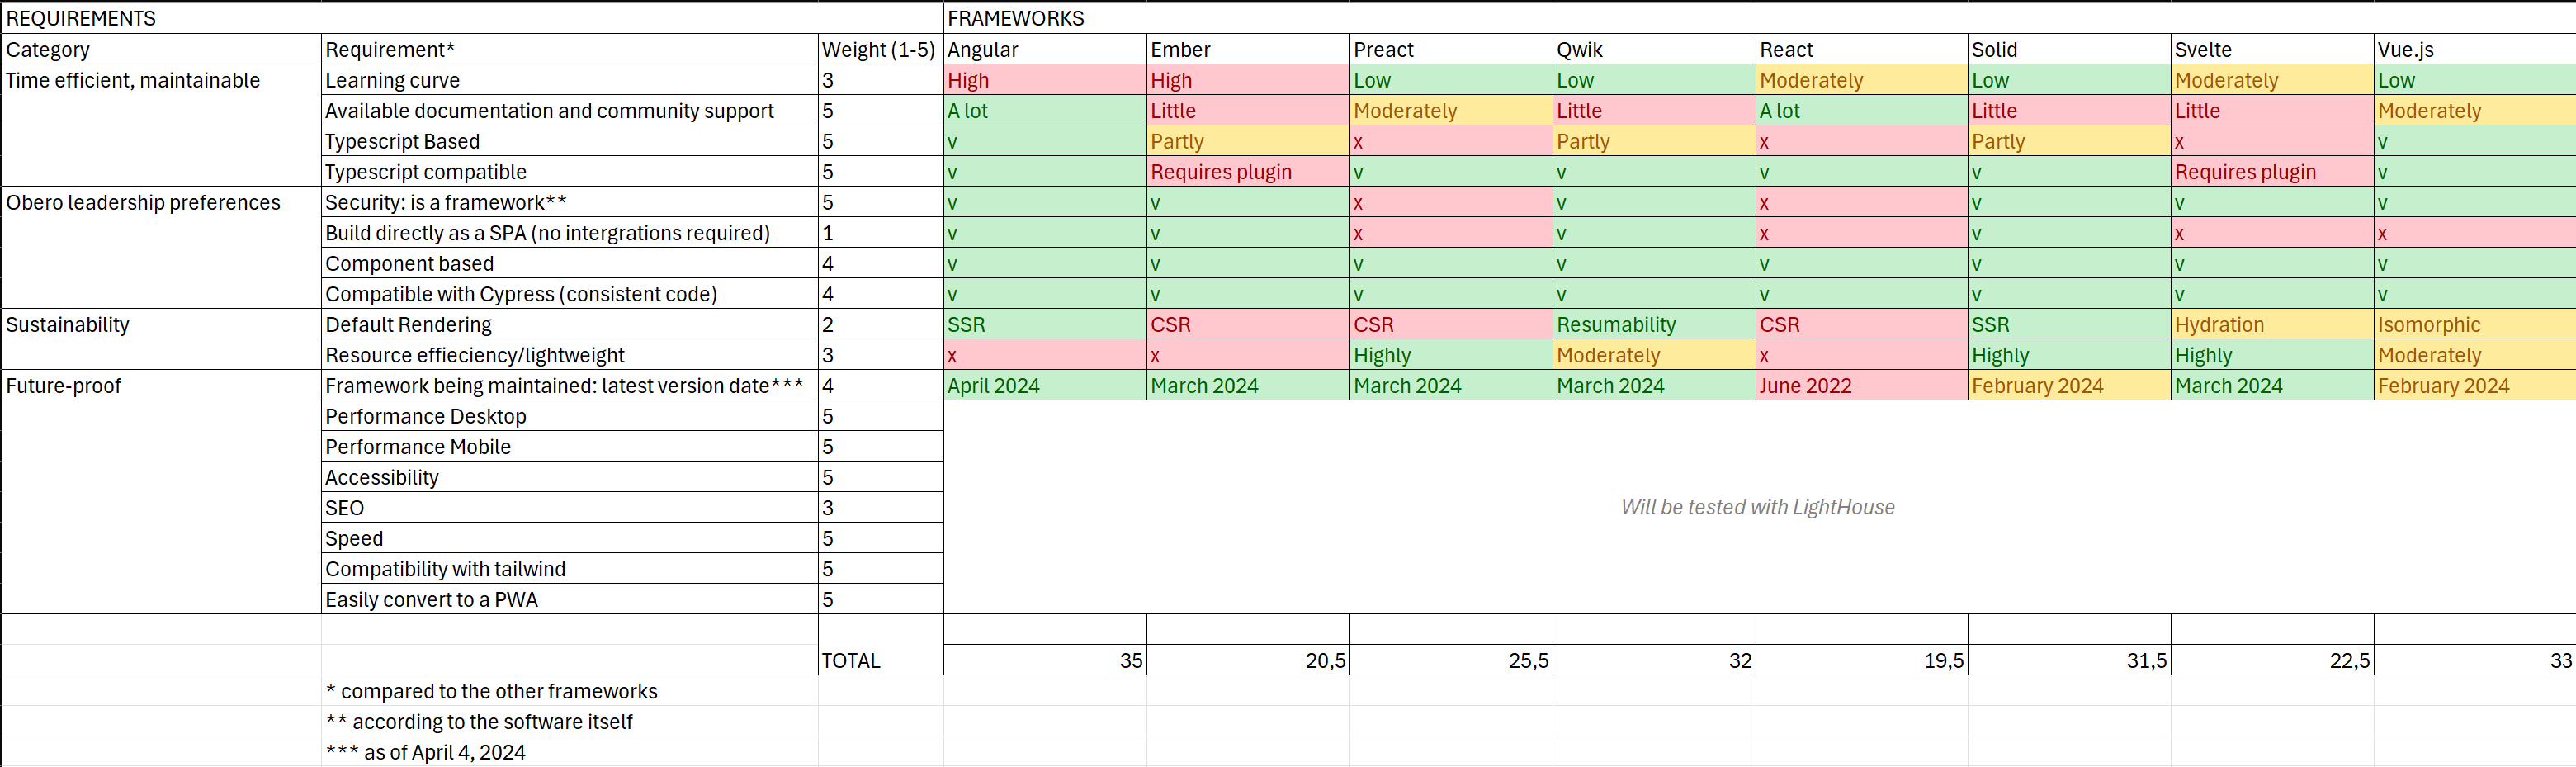 REQUIREMENTS FRAMEWORKS
Category Requirement* Weight (1-5) Angular Ember Preact Qwik React Solid Svelte Vue.js
Time efficient, maintainable Learning curve 3 High High Low Low Moderately Low Moderately Low
Available documentation and community support 5 A lot Little Moderately Little A lot Little Little Moderately
Typescript Based 5 v Partly x Partly x Partly x v
Typescript compatible 5 v Requires plugin v v v v Requires plugin v
Obero leadership preferences Security: is a framework** 5 v v x v x v v v
Build directly as a SPA (no intergrations required) 1 v v x v x v x x
Component based 4 v v v v v v v v
Compatible with Cypress (consistent code) 4 v v v v v v v v
Sustainability Default Rendering 2 SSR CSR CSR Resumability CSR SSR Hydration Isomorphic
Resource effieciency/lightweight 3 x x Highly Moderately x Highly Highly Moderately
Future-proof Framework being maintained: latest version date*** 4 April 2024 March 2024 March 2024 March 2024 June 2022 February 2024 March 2024 February 2024
Performance Desktop 5
Performance Mobile 5
Accessibility 5
SEO 3
Will be tested with LightHouse
Speed 5
Compatibility with tailwind 5
Easily convert to a PWA 5
TOTAL 35 20,5 25,5 32 19,5 31,5 22,5 33
* compared to the other frameworks
** according to the software itself
*** as of April 4, 2024